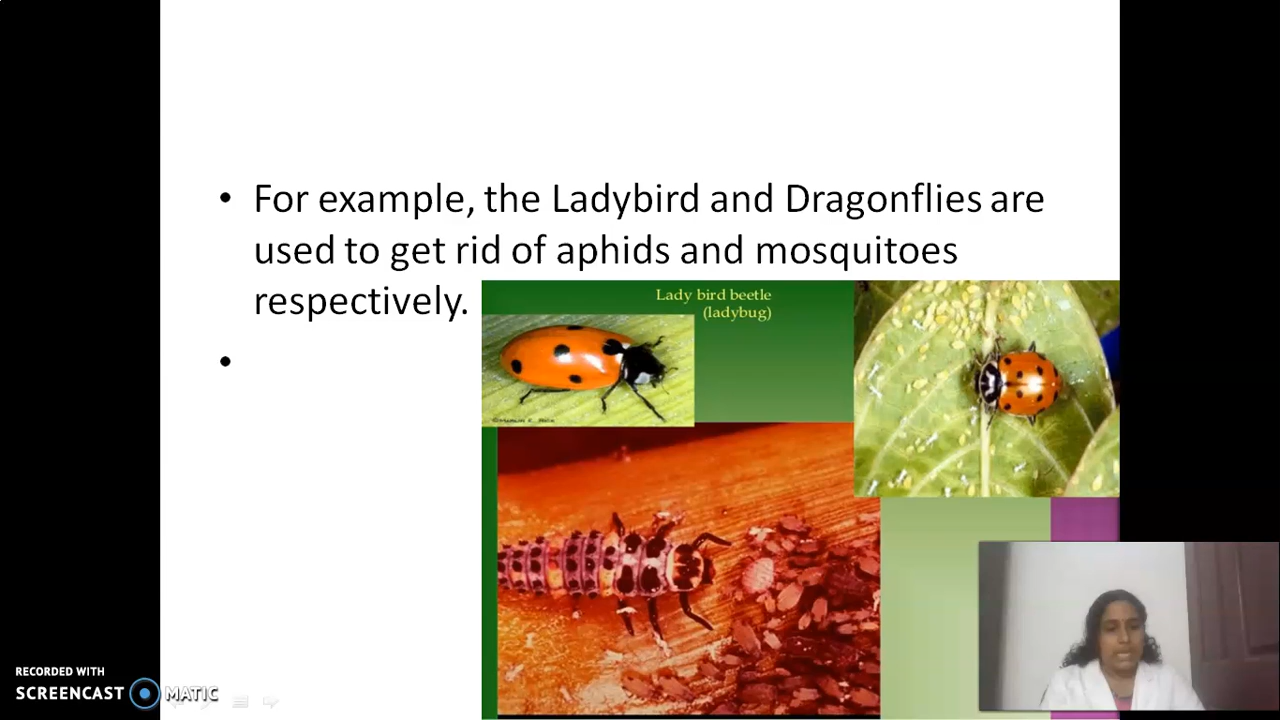 • For example, the Ladybird and Dragonflies are
used to get rid of aphids and mosquitoes
respectively.
•
Lady bird beetle
(ladybug)
RECORDED WITH
SCREENCAST MATIC